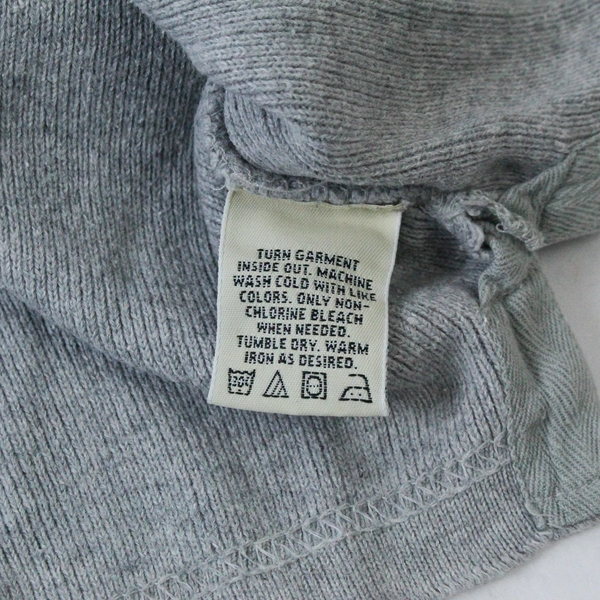 TURN GARMENT
INSIDE OUT. MACHINE
WASH COLD WITH LIKE
COLORS. ONLY NON-
CHLORINE BLEACH
WHEN NEEDED.
TUMBLE DRY. WARM
IRON AS DESIRED.
30C